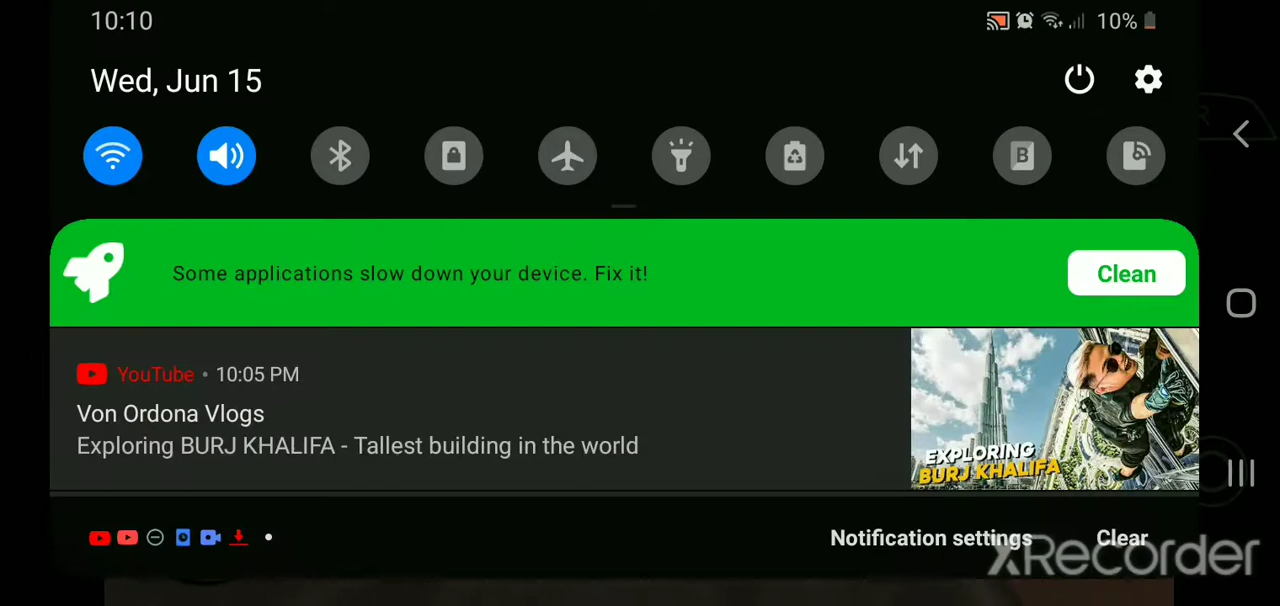 10:10
10%
Wed, Jun 15
B
Some applications slow down your device. Fix it!
Clean
YouTube • 10:05 PM
Von Ordona Vlogs
Exploring BURJ KHALIFA - Tallest building in the world
EXPLORING
BURJ KHALIFA
Notification settings
Clear
XRecorder